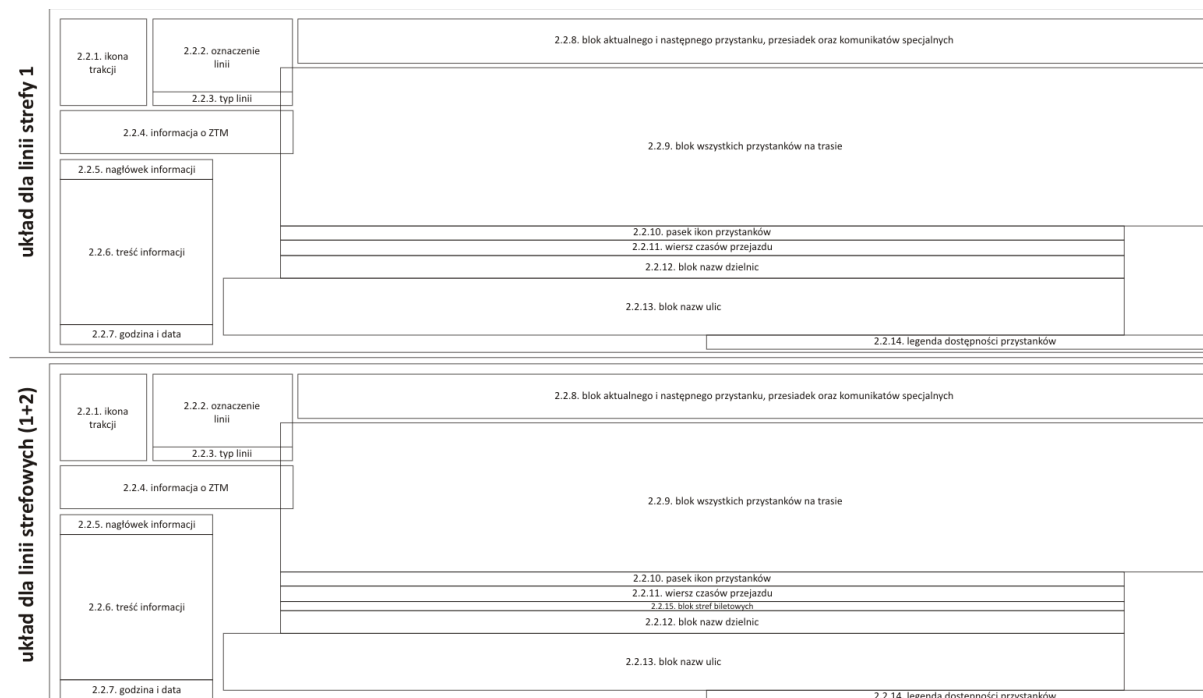 układ dla linii strefy 1
2.2.1. ikona
trakcji
2.2.2. oznaczenie
linii
2.2.3. typ linii
2.2.4. informacja o ZTM
2.2.5. nagłówek informacji
2.2.6. treść informacji
2.2.7. godzina i data
2.2.8. blok aktualnego i następnego przystanku, przesiadek oraz komunikatów specjalnych
2.2.9. blok wszystkich przystanków na trasie
2.2.10. pasek ikon przystanków
2.2.11. wiersz czasów przejazdu
2.2.12. blok nazw dzielnic
2.2.13. blok nazw ulic
2.2.14. legenda dostępności przystanków
układ dla linii strefowych (1+2)
2.2.1. ikona
trakcji
2.2.2. oznaczenie
linii
2.2.3. typ linii
2.2.4. informacja o ZTM
2.2.5. nagłówek informacji
2.2.6. treść informacji
2.2.7. godzina i data
2.2.8. blok aktualnego i następnego przystanku, przesiadek oraz komunikatów specjalnych
2.2.9. blok wszystkich przystanków na trasie
2.2.10. pasek ikon przystanków
2.2.11. wiersz czasów przejazdu
2.2.15. blok stref biletowych
2.2.12. blok nazw dzielnic
2.2.13. blok nazw ulic
2.2.14. legenda dostępności przystanków